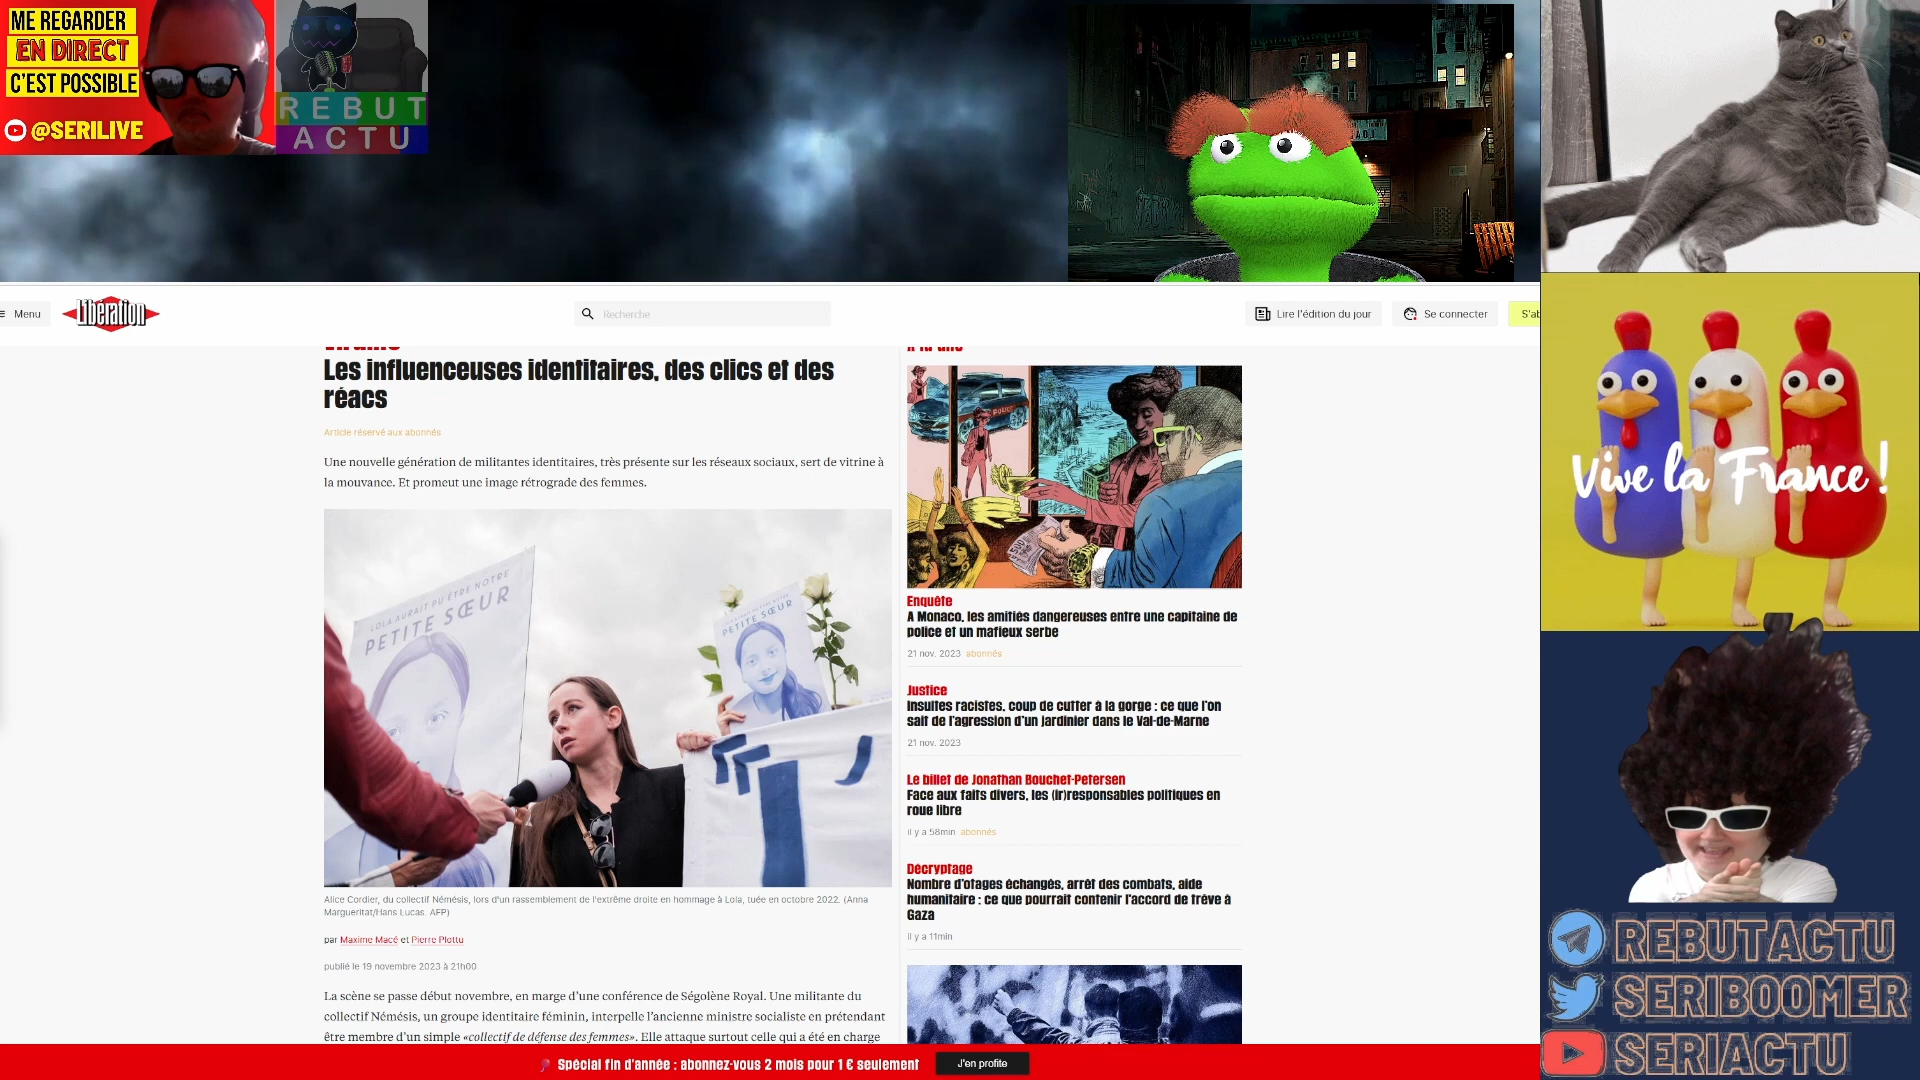 ME REGARDER
EN DIRECT
C'EST POSSIBLE
@SERILIVE
REBUT
ACTU
Menu
Libération
Recherche
Lire l'édition du jour
Se connecter
Les influenceuses identitaires, des clics et des
réacs
Article réservé aux abonnés
Une nouvelle génération de militantes identitaires, très présente sur les réseaux sociaux, sert de vitrine à
la mouvance. Et promeut une image rétrograde des femmes.
LOLA AURAIT PU ÊTRE NOTRE
PETITE SŒUR
PETITE SŒUR
Alice Cordier, du collectif Némésis, lors d'un rassemblement de l'extrême droite en hommage à Lola, tuée en octobre 2022. (Anna
Margueritat/Hans Lucas. AFP)
par Maxime Macé et Pierre Plottu
publié le 19 novembre 2023 à 21h00
La scène se passe début novembre, en marge d'une conférence de Ségolène Royal. Une militante du
collectif Némésis, un groupe identitaire féminin, interpelle l'ancienne ministre socialiste en prétendant
être membre d'un simple «collectif de défense des femmes». Elle attaque surtout celle qui a été en charge
À la une
POLICE
Enquête
A Monaco, les amitiés dangereuses entre une capitaine de
police et un mafieux serbe
21 nov. 2023 abonnés
Justice
Insultes racistes, coup de cutter à la gorge : ce que l'on
sait de l'agression d'un jardinier dans le Val-de-Marne
21 nov. 2023
Le billet de Jonathan Bouchet-Petersen
Face aux faits divers, les (ir)responsables politiques en
roue libre
il y a 58min abonnés
Décryptage
Nombre d'otages échangés, arrêt des combats, aide
humanitaire : ce que pourrait contenir l'accord de trêve à
Gaza
il y a 11min
Spécial fin d'année : abonnez-vous 2 mois pour 1 € seulement
J'en profite
Vive la France !
REBUTACTU
SERIBOOMER
SERIACTU